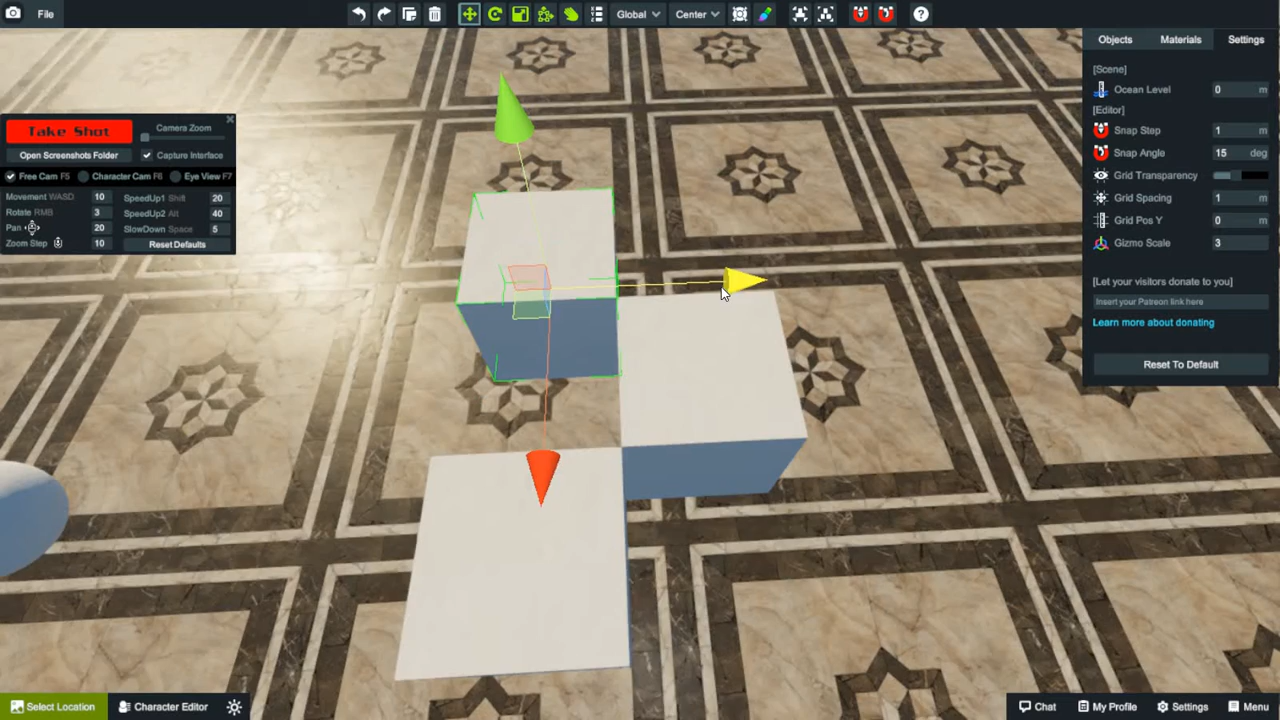 File
Global
Center
Objects
Materials
Settings
[Scene]
Ocean Level
0
m
[Editor]
Snap Step
1
m
Snap Angle
15
deg
Grid Transparency
Grid Spacing
1
m
Grid Pos Y
0
m
Gizmo Scale
3
[Let your visitors donate to you]
Insert your Patreon link here
Learn more about donating
Reset To Default
Take Shot
Camera Zoom
Open Screenshots Folder
Capture Interface
Free Cam F5
Character Cam F6
Eye View F7
Movement WASD
10
SpeedUp1 Shift
20
Rotate RMB
3
SpeedUp2 Alt
40
Pan
20
SlowDown Space
5
Zoom Step
10
Reset Defaults
Select Location
Character Editor
Chat
My Profile
Settings
Menu